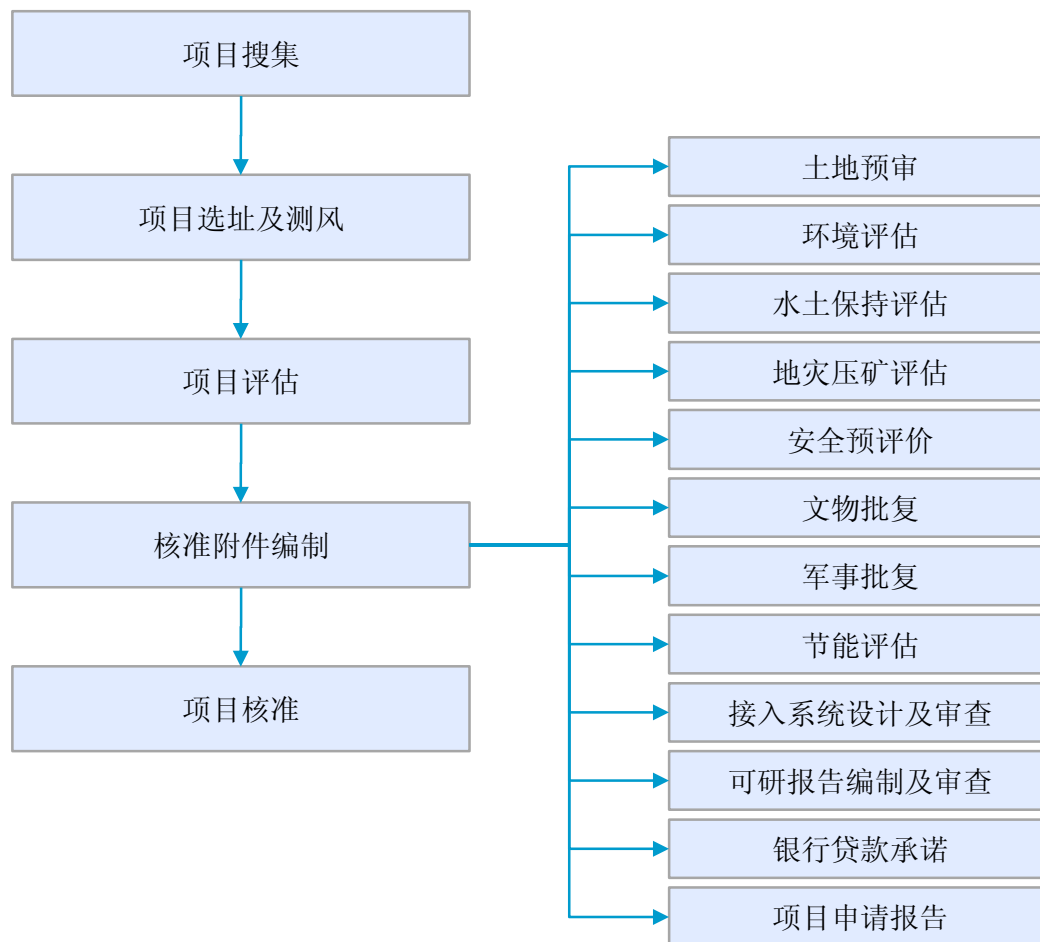 项目搜集
项目选址及测风
项目评估
核准附件编制
项目核准
土地预审
环境评估
水土保持评估
地灾压矿评估
安全预评价
文物批复
军事批复
节能评估
接入系统设计及审查
可研报告编制及审查
银行贷款承诺
项目申请报告